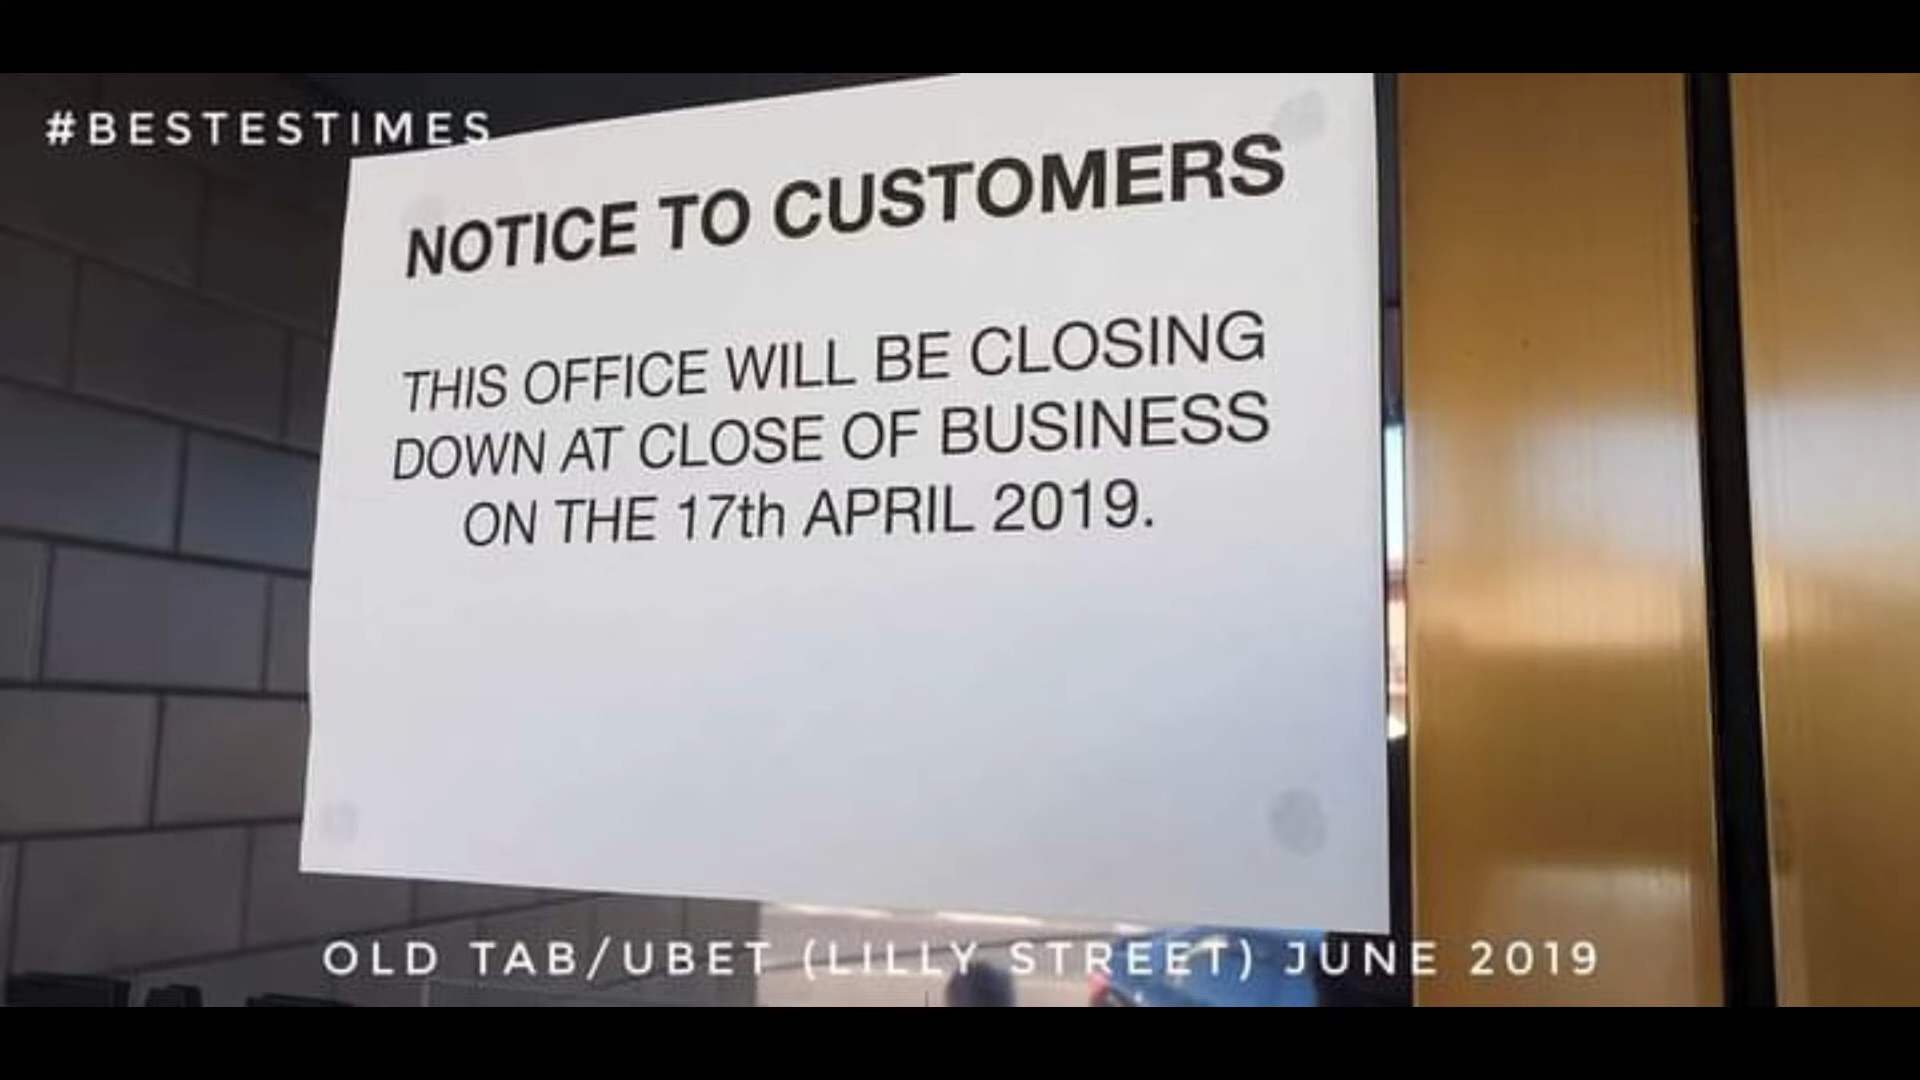 #BESTESTIMES
NOTICE TO CUSTOMERS
THIS OFFICE WILL BE CLOSING
DOWN AT CLOSE OF BUSINESS
ON THE 17th APRIL 2019.
OLD TAB/UBET (LILLY STREET) JUNE 2019